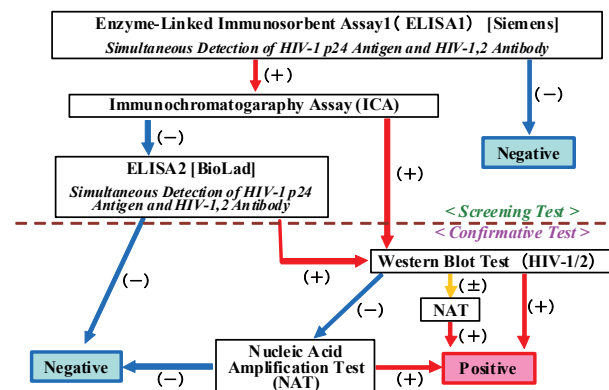 Enzyme-Linked Immunosorbent Assay1( ELISA1) [Siemens]
Simultaneous Detection of HIV-1 p24 Antigen and HIV-1,2 Antibody
(+)
(−)
Immunochromatogaraphy Assay (ICA)
(−)
Negative
ELISA2 [BioLad]
Simultaneous Detection of HIV-1 p24
Antigen and HIV-1,2 Antibody
(+)
< Screening Test >
< Confirmative Test >
Western Blot Test (HIV-1/2)
(−)
(+)
(±)
(−)
NAT
(+)
(+)
Negative
(−)
Nucleic Acid
Amplification Test
(NAT)
(+)
Positive